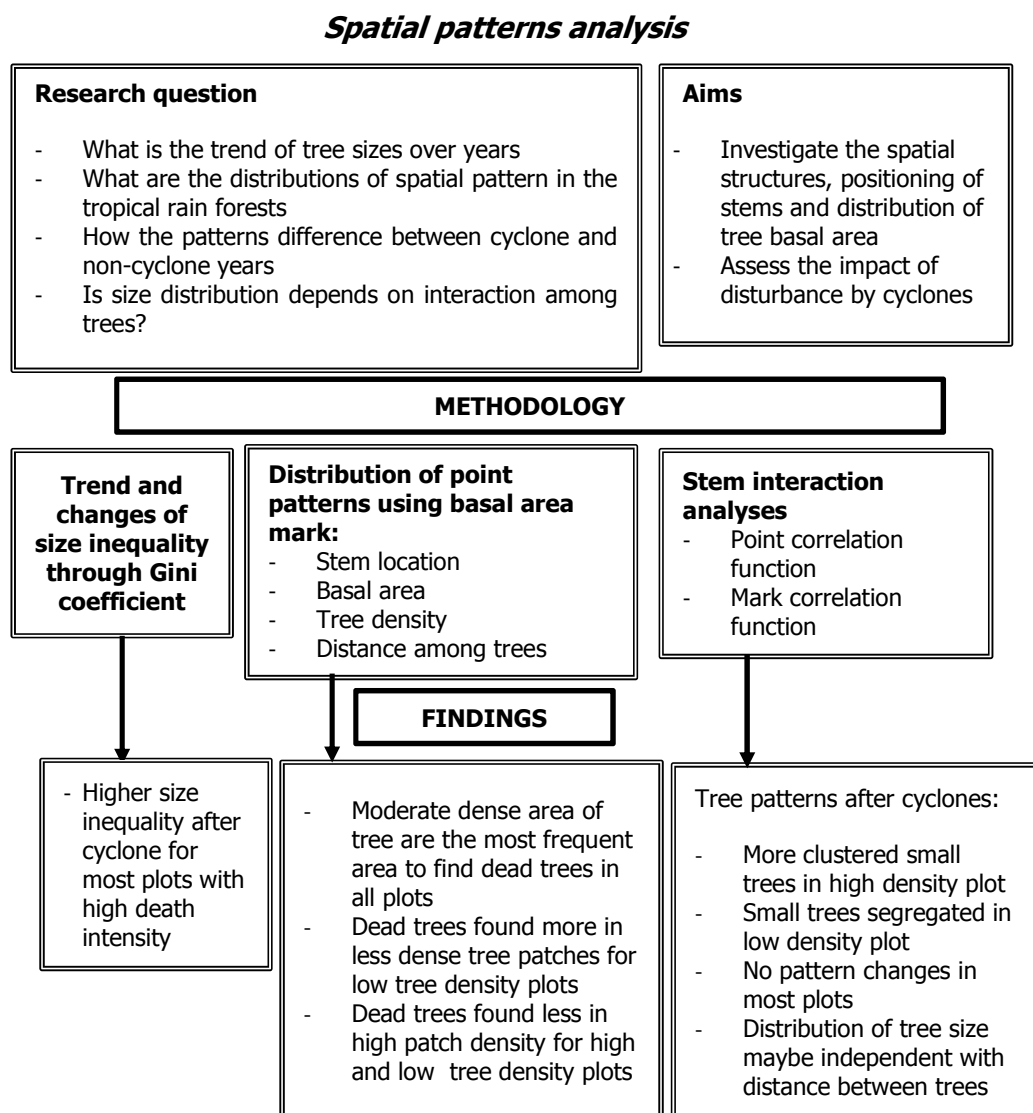 Spatial patterns analysis
Research question
- What is the trend of tree sizes over years
- What are the distributions of spatial pattern in the
tropical rain forests
- How the patterns difference between cyclone and
non-cyclone years
- Is size distribution depends on interaction among
trees?
Aims
- Investigate the spatial
structures, positioning of
stems and distribution of
tree basal area
- Assess the impact of
disturbance by cyclones
METHODOLOGY
Trend and
changes of
size inequality
through Gini
coefficient
Distribution of point
patterns using basal area
mark:
- Stem location
- Basal area
- Tree density
- Distance among trees
Stem interaction
analyses
- Point correlation
function
- Mark correlation
function
FINDINGS
- Higher size
inequality after
cyclone for
most plots with
high death
intensity
- Moderate dense area of
tree are the most frequent
area to find dead trees in
all plots
- Dead trees found more in
less dense tree patches for
low tree density plots
- Dead trees found less in
high patch density for high
and low tree density plots
Tree patterns after cyclones:
- More clustered small
trees in high density plot
- Small trees segregated in
low density plot
- No pattern changes in
most plots
- Distribution of tree size
maybe independent with
distance between trees